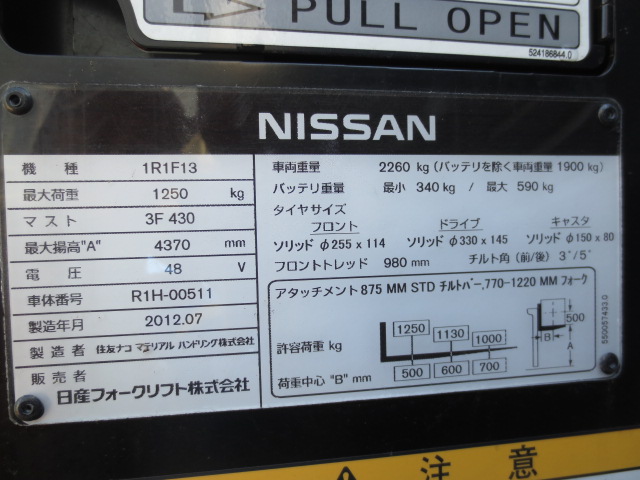 PULL OPEN
524186844.0
NISSAN
機 種 1R1F13
最大荷重 1250 kg
マスト 3F 430
最大揚高"A" 4370 mm
電 圧 48 V
車体番号 R1H-00511
製造年月 2012.07
製造者 住友ナコ マテリアル ハンドリング株式会社
販売者 日産フォークリフト株式会社
車両重量 2260 kg (バッテリを除く車両重量 1900 kg)
バッテリ重量 最小 340 kg / 最大 590 kg
タイヤサイズ
フロント ドライブ キャスタ
ソリッド φ255 x 114 ソリッド φ330 x 145 ソリッド φ150 x 80
フロントトレッド 980 mm チルト角 (前/後) 3°/5°
アタッチメント 875 MM STD チルトバー,770-1220 MM フォーク
許容荷重 kg 1250 1130 1000
荷重中心 "B" mm 500 600 700
500
B
A
550057433.0
注 意